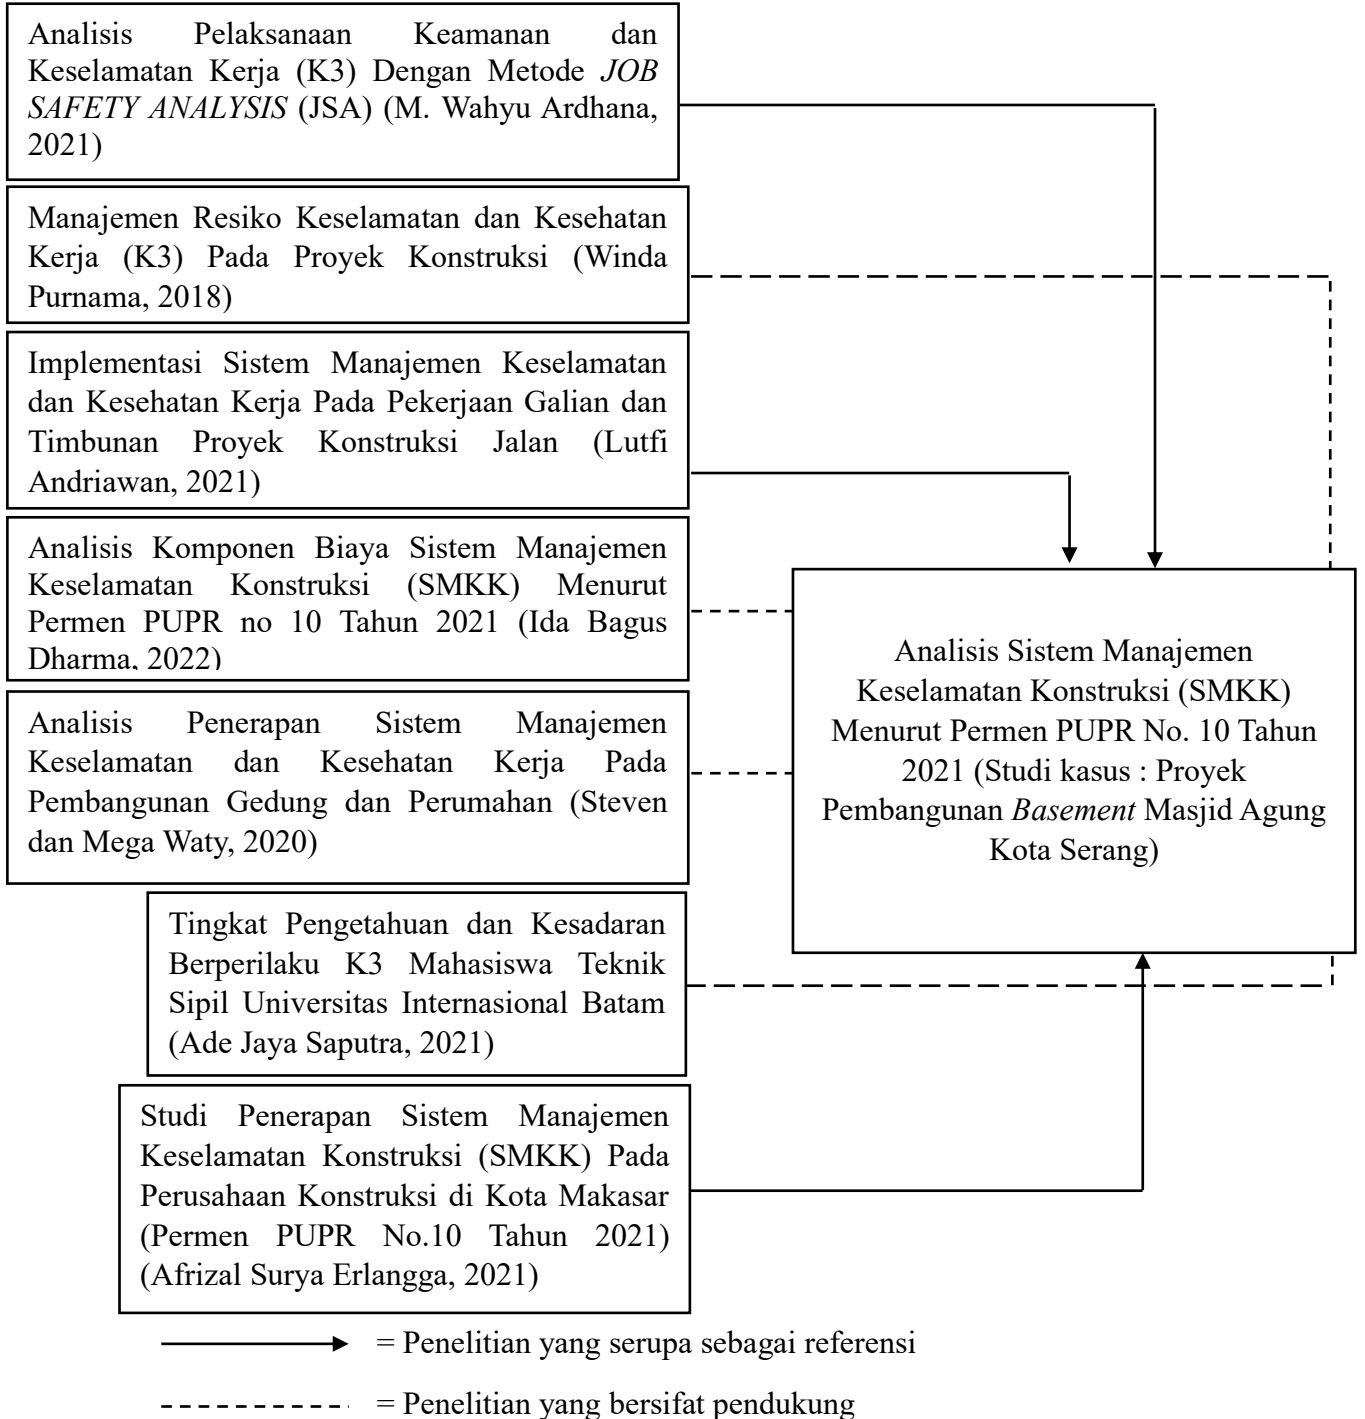 Analisis Pelaksanaan Keamanan dan
Keselamatan Kerja (K3) Dengan Metode JOB
SAFETY ANALYSIS (JSA) (M. Wahyu Ardhana,
2021)
Manajemen Resiko Keselamatan dan Kesehatan
Kerja (K3) Pada Proyek Konstruksi (Winda
Purnama, 2018)
Implementasi Sistem Manajemen Keselamatan
dan Kesehatan Kerja Pada Pekerjaan Galian dan
Timbunan Proyek Konstruksi Jalan (Lutfi
Andriawan, 2021)
Analisis Komponen Biaya Sistem Manajemen
Keselamatan Konstruksi (SMKK) Menurut
Permen PUPR no 10 Tahun 2021 (Ida Bagus
Dharma, 2022)
Analisis Penerapan Sistem Manajemen
Keselamatan dan Kesehatan Kerja Pada
Pembangunan Gedung dan Perumahan (Steven
dan Mega Waty, 2020)
Tingkat Pengetahuan dan Kesadaran
Berperilaku K3 Mahasiswa Teknik
Sipil Universitas Internasional Batam
(Ade Jaya Saputra, 2021)
Studi Penerapan Sistem Manajemen
Keselamatan Konstruksi (SMKK) Pada
Perusahaan Konstruksi di Kota Makasar
(Permen PUPR No.10 Tahun 2021)
(Afrizal Surya Erlangga, 2021)
Analisis Sistem Manajemen
Keselamatan Konstruksi (SMKK)
Menurut Permen PUPR No. 10 Tahun
2021 (Studi kasus : Proyek
Pembangunan Basement Masjid Agung
Kota Serang)
= Penelitian yang serupa sebagai referensi
= Penelitian yang bersifat pendukung